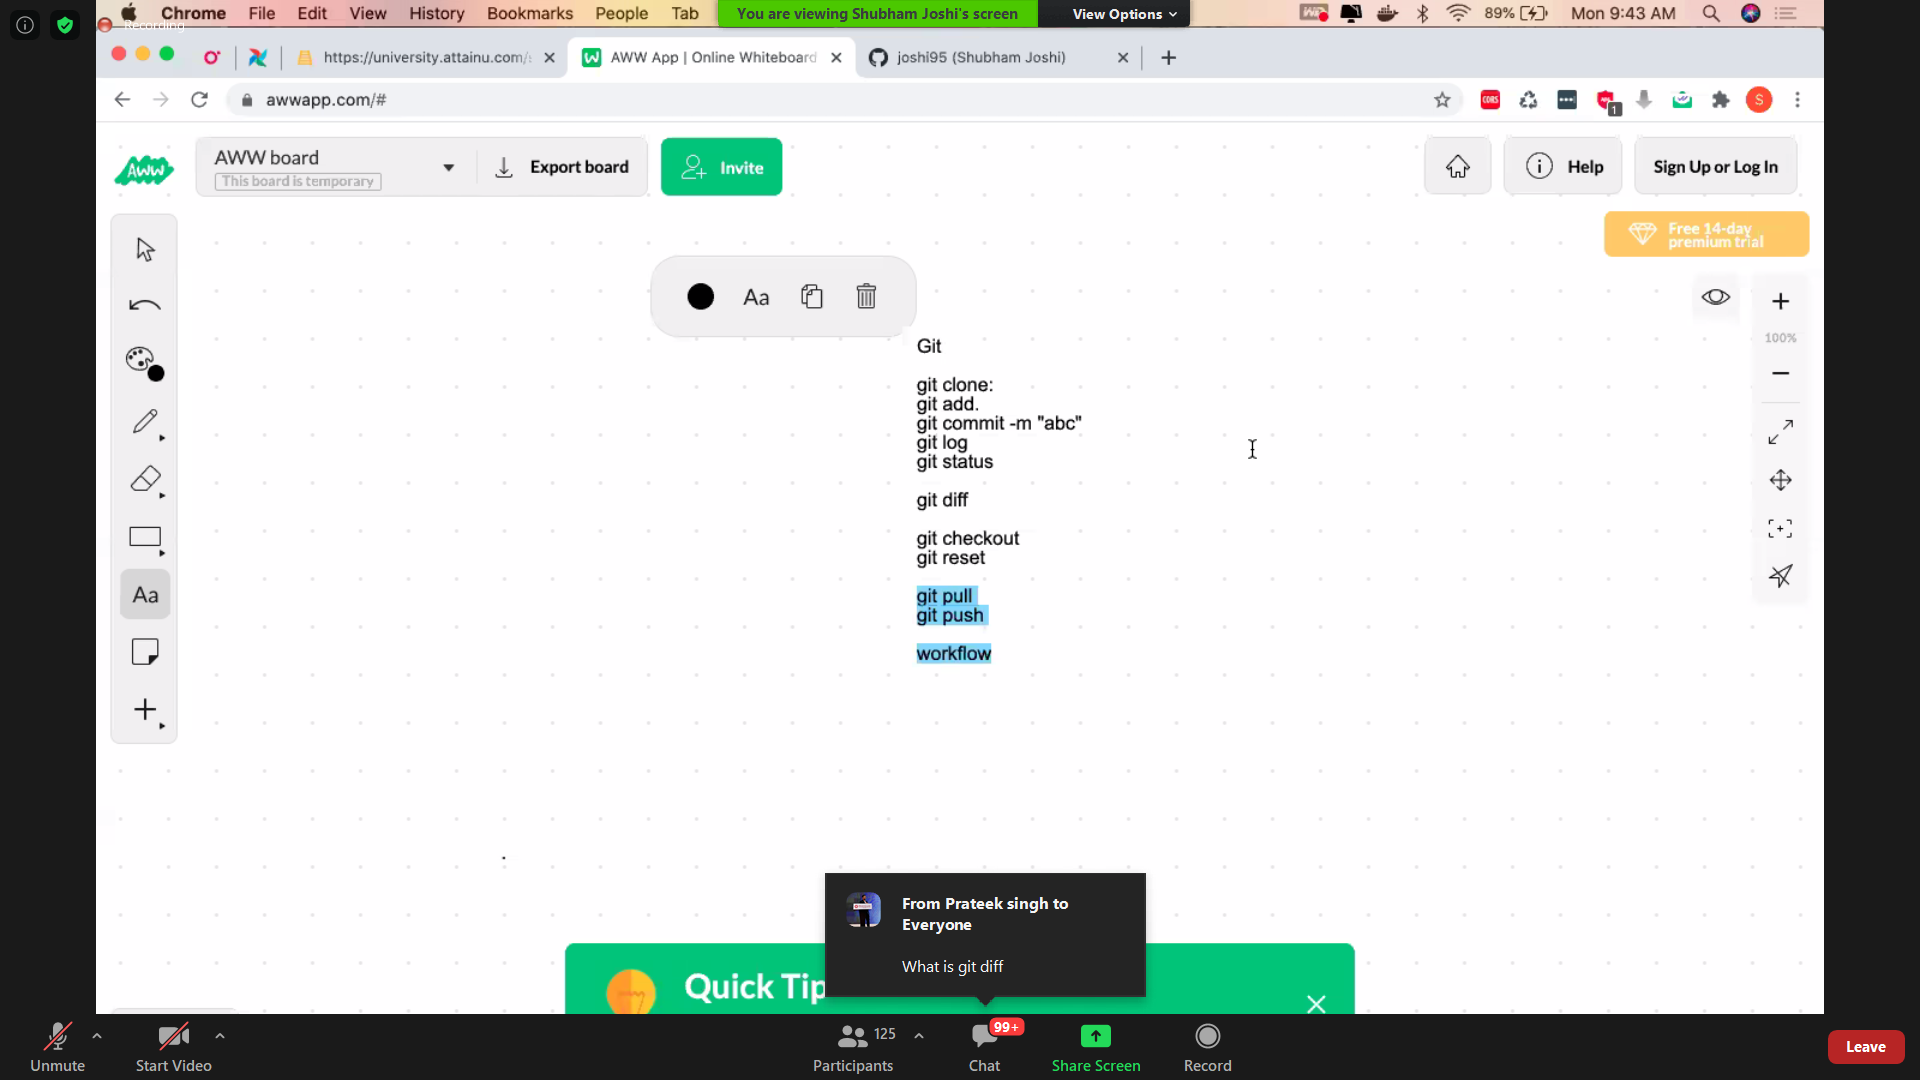 Chrome File Edit View History Bookmarks People Tab
You are viewing Shubham Joshi's screen
View Options
89%
Mon 9:43 AM
Recording
https://university.attainu.com/
AWW App | Online Whiteboard
joshi95 (Shubham Joshi)
awwapp.com/#
CORS
1
S
AWW
AWW board
This board is temporary
Export board
Invite
Help
Sign Up or Log In
Free 14-day
premium trial
Aa
100%
Git
git clone:
git add.
git commit -m "abc"
git log
git status
git diff
git checkout
git reset
git pull
git push
workflow
Aa
From Prateek singh to
Everyone
What is git diff
Quick Tip
Unmute
Start Video
125
Participants
99+
Chat
Share Screen
Record
Leave